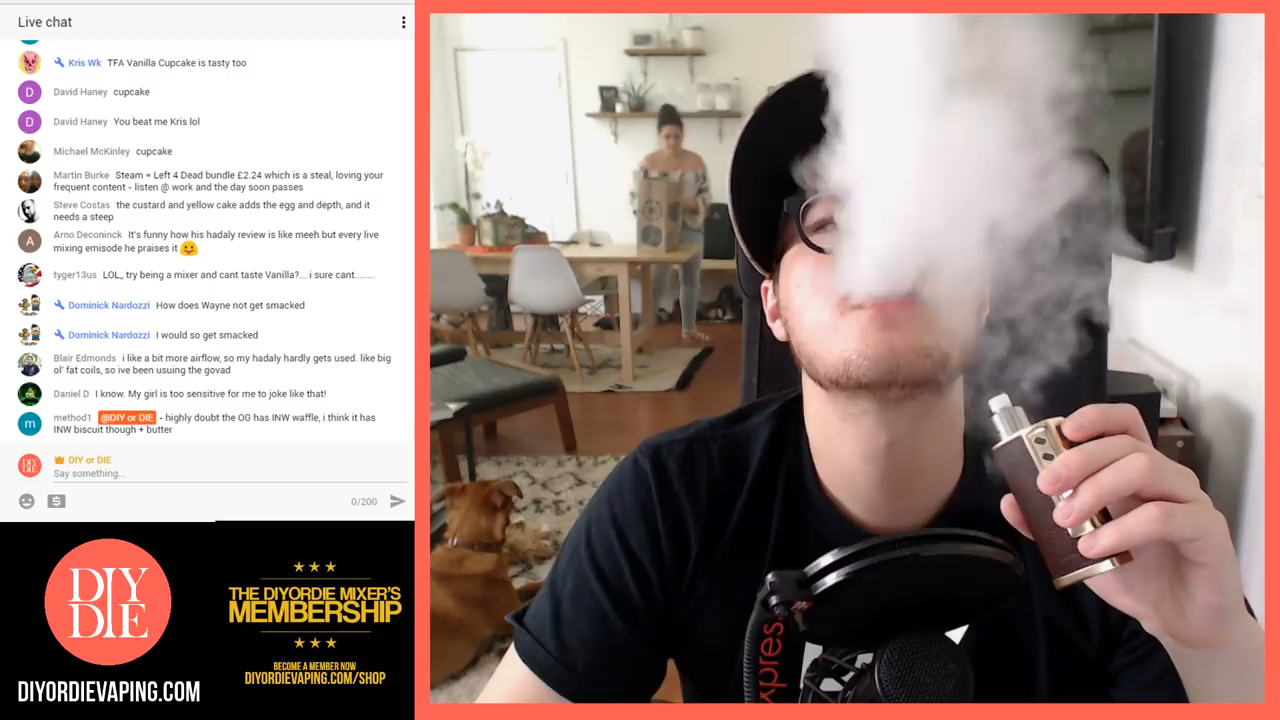 Live chat
Kris Wk TFA Vanilla Cupcake is tasty too
David Haney cupcake
David Haney You beat me Kris lol
Michael McKinley cupcake
Martin Burke Steam = Left 4 Dead bundle £2.24 which is a steal, loving your
frequent content - listen @ work and the day soon passes
Steve Costas the custard and yellow cake adds the egg and depth, and it
needs a steep
Arno Deconinck It's funny how his hadaly review is like meeh but every live
mixing emisode he praises it
tyger13us LOL,, try being a mixer and cant taste Vanilla?... i sure cant........
Dominick Nardozzi How does Wayne not get smacked
Dominick Nardozzi I would so get smacked
Blair Edmonds i like a bit more airflow, so my hadaly hardly gets used. like big
ol' fat coils, so ive been usuing the govad
Daniel D I know. My girl is too sensitive for me to joke like that!
method1 @DIY or DIE - highly doubt the OG has INW waffle, i think it has
INW biscuit though + butter
DIY or DIE
Say something...
0/200
DIY
DIE
DIYORDIEVAPING.COM
THE DIYORDIE MIXER'S
MEMBERSHIP
BECOME A MEMBER NOW
DIYORDIEVAPING.COM/SHOP